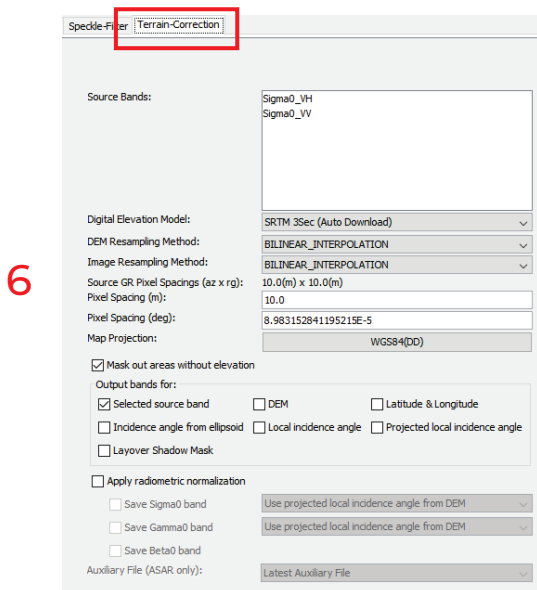 Speckle-Filter Terrain-Correction
Source Bands:
Sigma0_VH
Sigma0_VV
Digital Elevation Model: SRTM 3Sec (Auto Download)
DEM Resampling Method: BILINEAR_INTERPOLATION
Image Resampling Method: BILINEAR_INTERPOLATION
6
Source GR Pixel Spacings (az x rg): 10.0(m) x 10.0(m)
Pixel Spacing (m): 10.0
Pixel Spacing (deg): 8.983152841195215E-5
Map Projection: WGS84(DD)
Mask out areas without elevation
Output bands for:
Selected source band DEM Latitude & Longitude
Incidence angle from ellipsoid Local incidence angle Projected local incidence angle
Layover Shadow Mask
Apply radiometric normalization
Save Sigma0 band Use projected local incidence angle from DEM
Save Gamma0 band Use projected local incidence angle from DEM
Save Beta0 band
Auxiliary File (ASAR only): Latest Auxiliary File